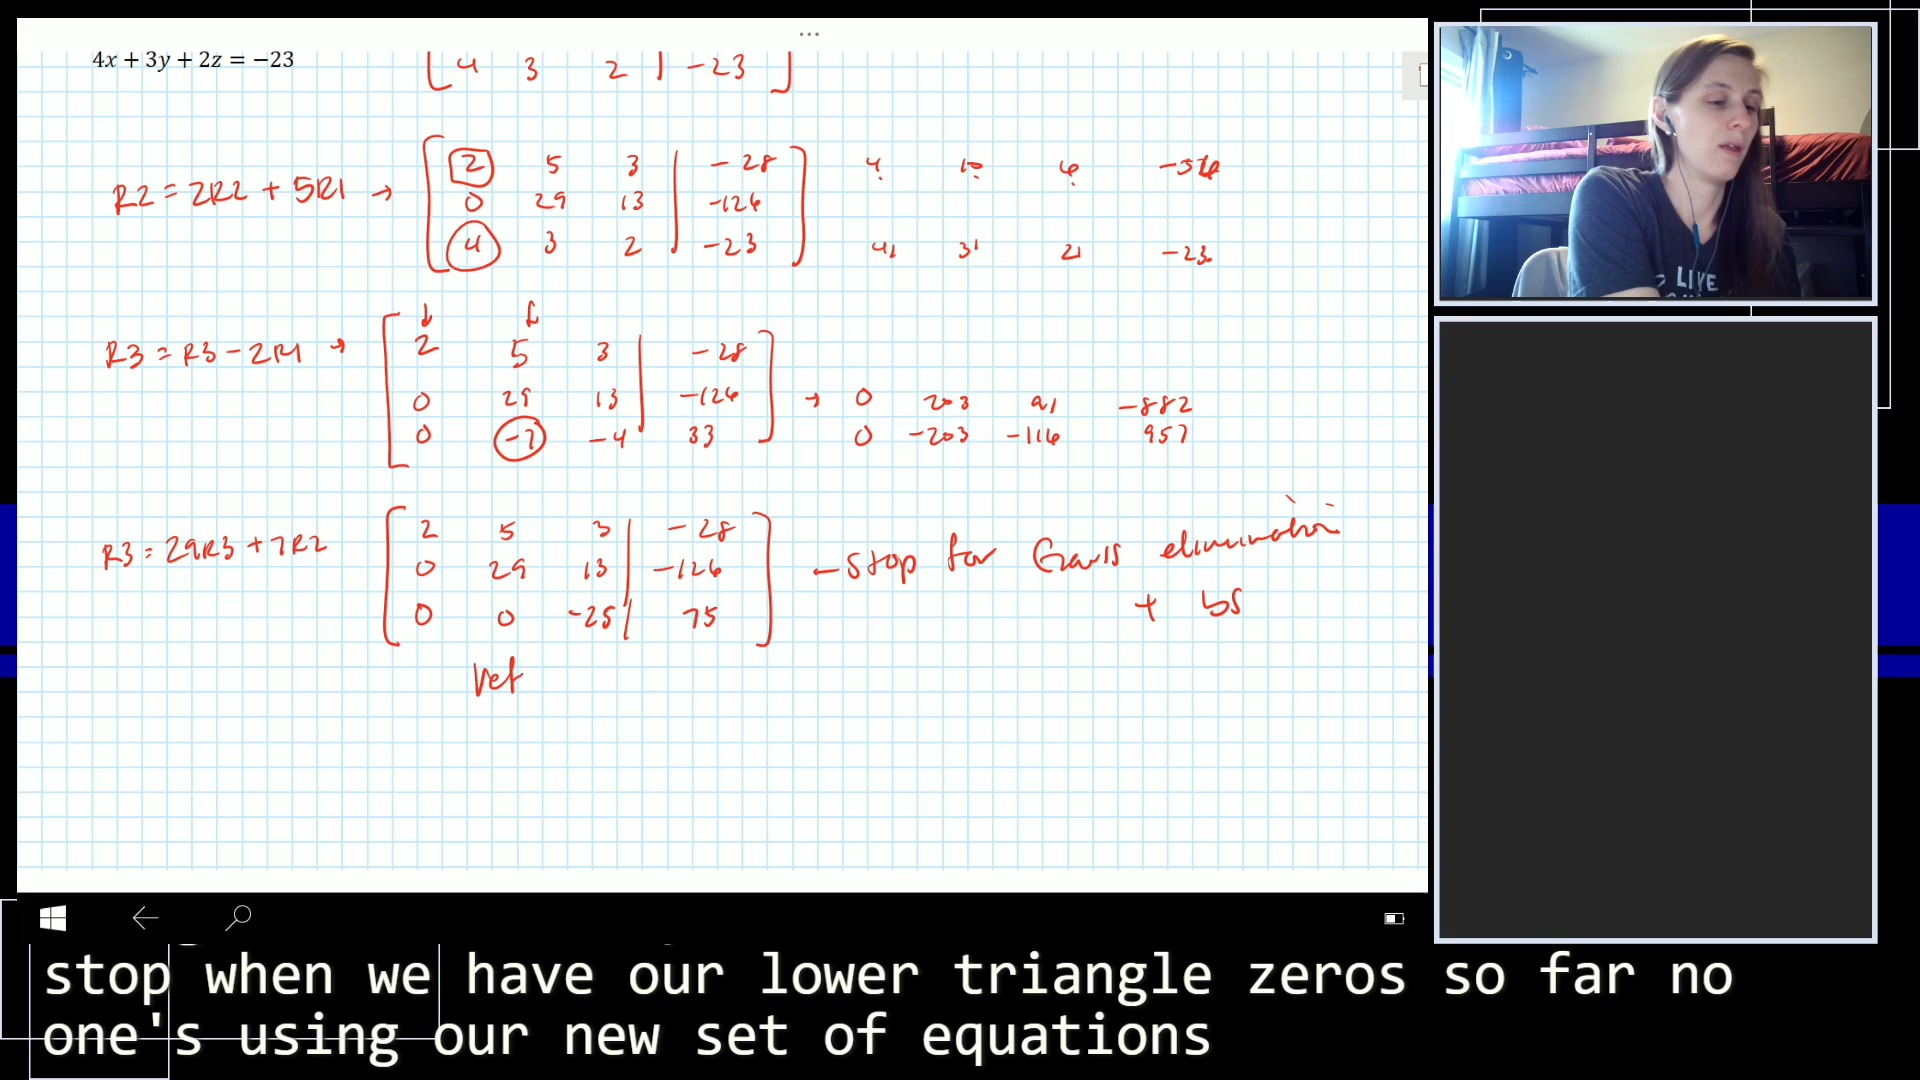 ...
4x + 3y + 2z = −23
[ 4 3 2 | -23 ]
[ 2 5 3 | -28 ] 4 10 6 -56
R2 = 2R2 + 5R1 → 0 29 13 -126
4 3 2 -23 4 3 2 -23
R3 = R3 - 2R1 → [ 2 5 3 | -28 ]
0 29 13 -126 → 0 203 91 -882
0 -7 -4 33 0 -203 -116 957
R3 = 29R3 + 7R2 [ 2 5 3 | -28 ]
0 29 13 -126 - stop for Gauss elimination
0 0 -25 75 + bs
ref
LIVE
stop when we have our lower triangle zeros so far no
one's using our new set of equations